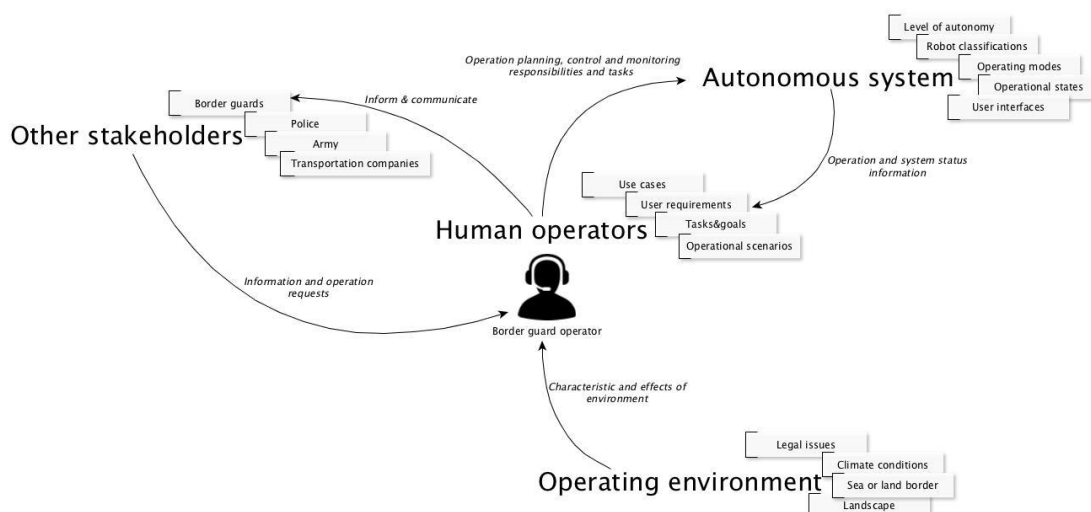 Level of autonomy
Robot classifications
Operating modes
Operational states
User interfaces
Autonomous system
Operation planning, control and monitoring
responsibilities and tasks
Inform & communicate
Border guards
Police
Army
Transportation companies
Other stakeholders
Operation and system status
information
Use cases
User requirements
Tasks&goals
Operational scenarios
Human operators
Information and operation
requests
Border guard operator
Characteristic and effects of
environment
Legal issues
Climate conditions
Sea or land border
Landscape
Operating environment